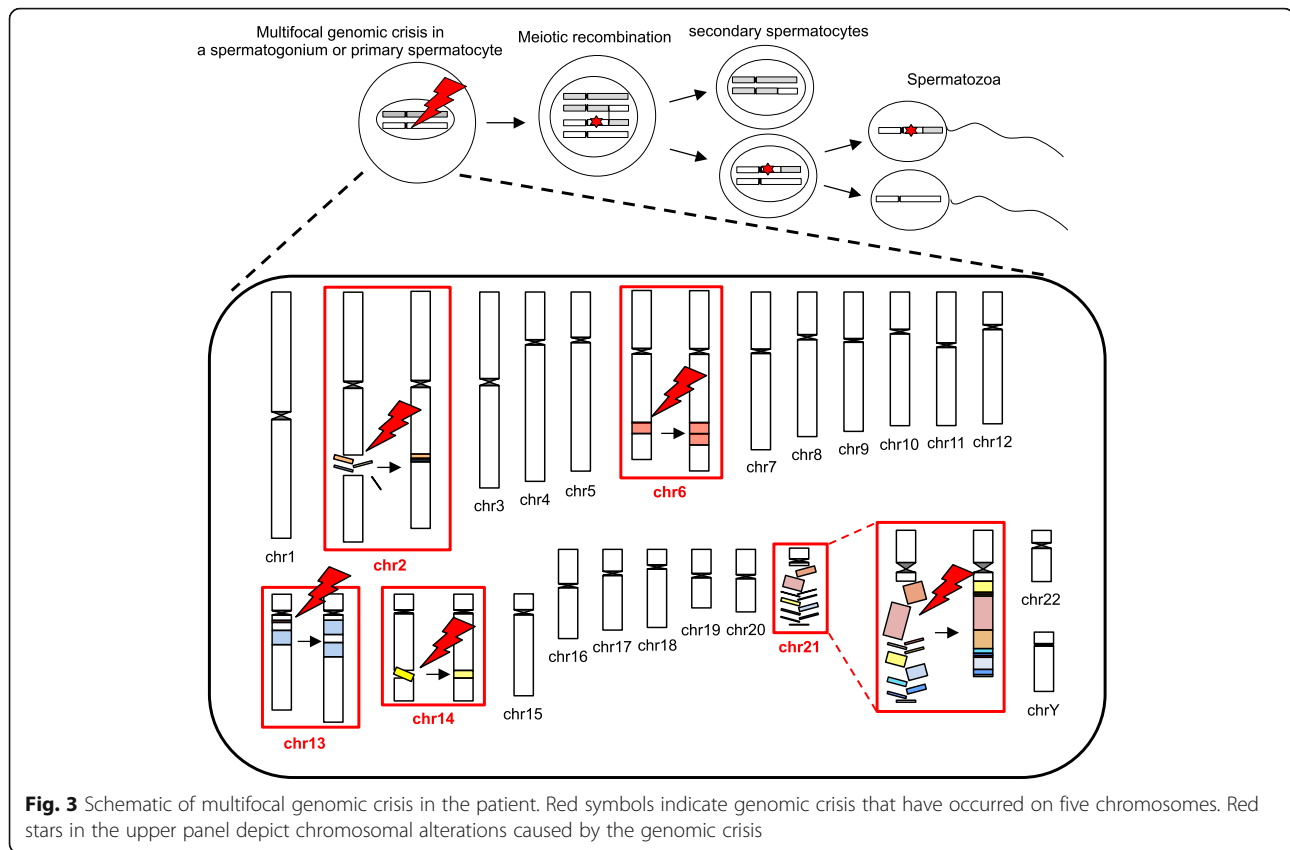 Multifocal genomic crisis in
a spermatogonium or primary spermatocyte
Meiotic recombination
secondary spermatocytes
Spermatozoa
chr1
chr2
chr3
chr4
chr5
chr6
chr7
chr8
chr9
chr10
chr11
chr12
chr13
chr14
chr15
chr16
chr17
chr18
chr19
chr20
chr21
chr22
chrY
Fig. 3 Schematic of multifocal genomic crisis in the patient. Red symbols indicate genomic crisis that have occurred on five chromosomes. Red
stars in the upper panel depict chromosomal alterations caused by the genomic crisis